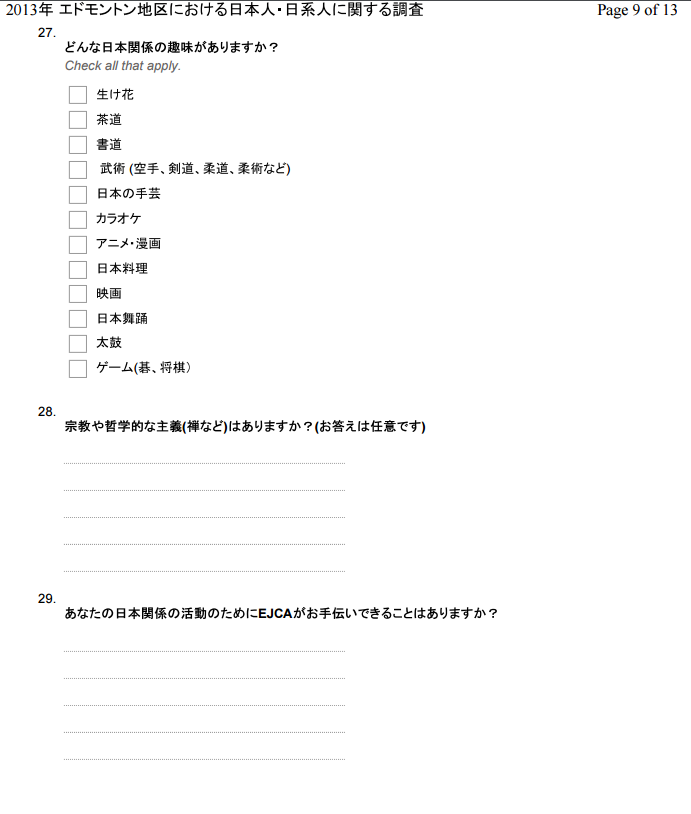 2013年 エドモントン地区における日本人・日系人に関する調査 Page 9 of 13
27.
どんな日本関係の趣味がありますか？
Check all that apply.
生け花
茶道
書道
武術 (空手、剣道、柔道、柔術など)
日本の手芸
カラオケ
アニメ・漫画
日本料理
映画
日本舞踊
太鼓
ゲーム(碁、将棋）
28.
宗教や哲学的な主義(禅など)はありますか？(お答えは任意です)
29.
あなたの日本関係の活動のためにEJCAがお手伝いできることはありますか？